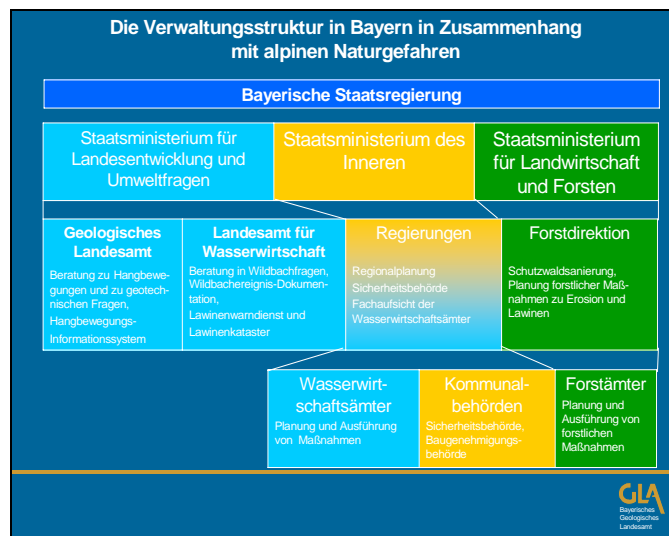 Die Verwaltungsstruktur in Bayern in Zusammenhang
mit alpinen Naturgefahren
Bayerische Staatsregierung
Staatsministerium für
Landesentwicklung und
Umweltfragen
Staatsministerium des
Inneren
Staatsministerium
für Landwirtschaft
und Forsten
Geologisches
Landesamt
Beratung zu Hangbewe-
gungen und zu geotech-
nischen Fragen,
Hangbewegungs-
Informationssystem
Landesamt für
Wasserwirtschaft
Beratung in Wildbachfragen,
Wildbachereignis-Dokumen-
tation,
Lawinenwarndienst und
Lawinenkataster
Regierungen
Regionalplanung
Sicherheitsbehörde
Fachaufsicht der
Wasserwirtschaftsämter
Forstdirektion
Schutzwaldsanierung,
Planung forstlicher Maß-
nahmen zu Erosion und
Lawinen
Wasserwirt-
schaftsämter
Planung und Ausführung
von Maßnahmen
Kommunal-
behörden
Sicherheitsbehörde,
Baugenehmigungs-
behörde
Forstämter
Planung und
Ausführung von
forstlichen
Maßnahmen
GLA
Bayerisches
Geologisches
Landesamt